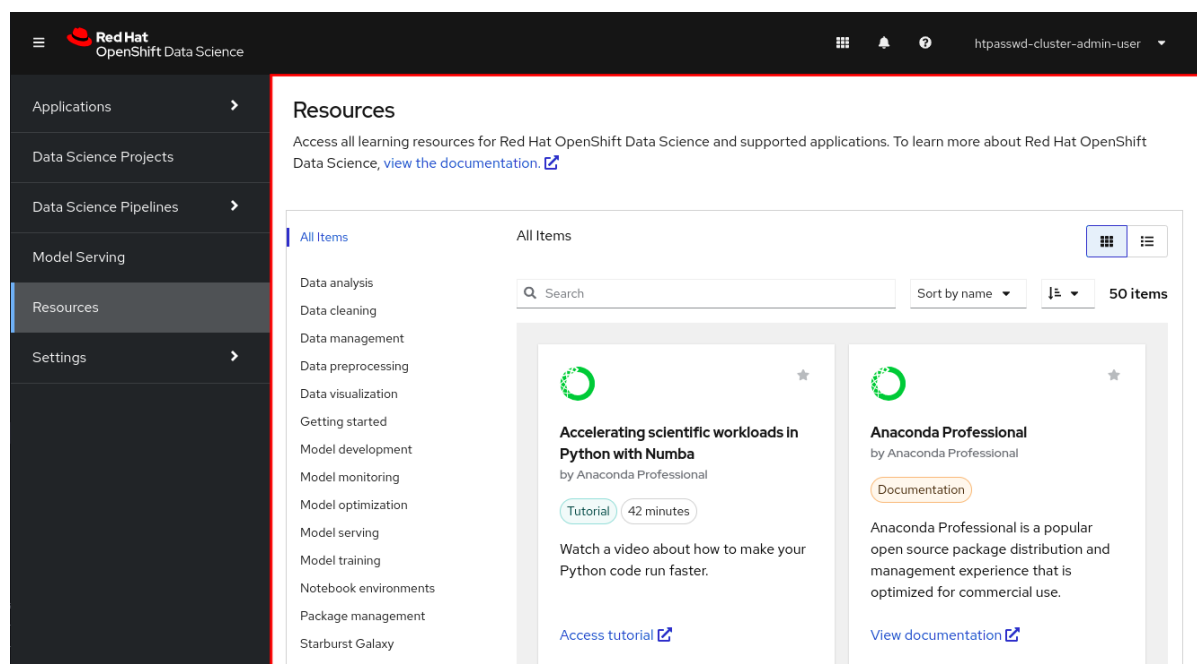 Red Hat
OpenShift Data Science
htpasswd-cluster-admin-user
Applications
Data Science Projects
Data Science Pipelines
Model Serving
Resources
Settings
Resources
Access all learning resources for Red Hat OpenShift Data Science and supported applications. To learn more about Red Hat OpenShift
Data Science, view the documentation.
All Items
Data analysis
Data cleaning
Data management
Data preprocessing
Data visualization
Getting started
Model development
Model monitoring
Model optimization
Model serving
Model training
Notebook environments
Package management
Starburst Galaxy
All Items
Search
Sort by name
50 items
Accelerating scientific workloads in
Python with Numba
by Anaconda Professional
Tutorial
42 minutes
Watch a video about how to make your
Python code run faster.
Access tutorial
Anaconda Professional
by Anaconda Professional
Documentation
Anaconda Professional is a popular
open source package distribution and
management experience that is
optimized for commercial use.
View documentation